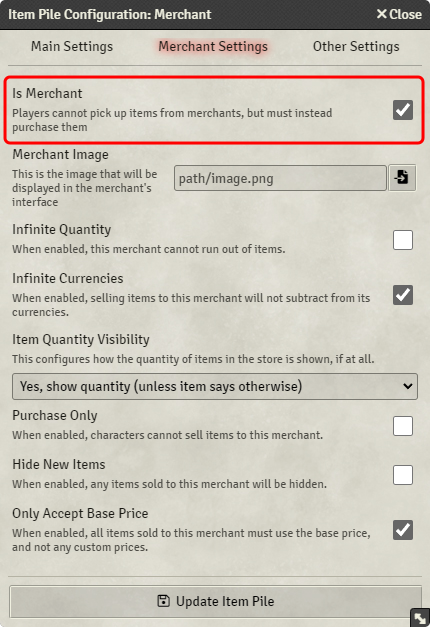 Item Pile Configuration: Merchant
Close
Main Settings Merchant Settings Other Settings
Is Merchant
Players cannot pick up items from merchants, but must instead
purchase them
Merchant Image
This is the image that will be
displayed in the merchant's
interface
path/image.png
Infinite Quantity
When enabled, this merchant cannot run out of items.
Infinite Currencies
When enabled, selling items to this merchant will not subtract from its
currencies.
Item Quantity Visibility
This configures how the quantity of items in the store is shown, if at all.
Yes, show quantity (unless item says otherwise)
Purchase Only
When enabled, characters cannot sell items to this merchant.
Hide New Items
When enabled, any items sold to this merchant will be hidden.
Only Accept Base Price
When enabled, all items sold to this merchant must use the base price,
and not any custom prices.
Update Item Pile